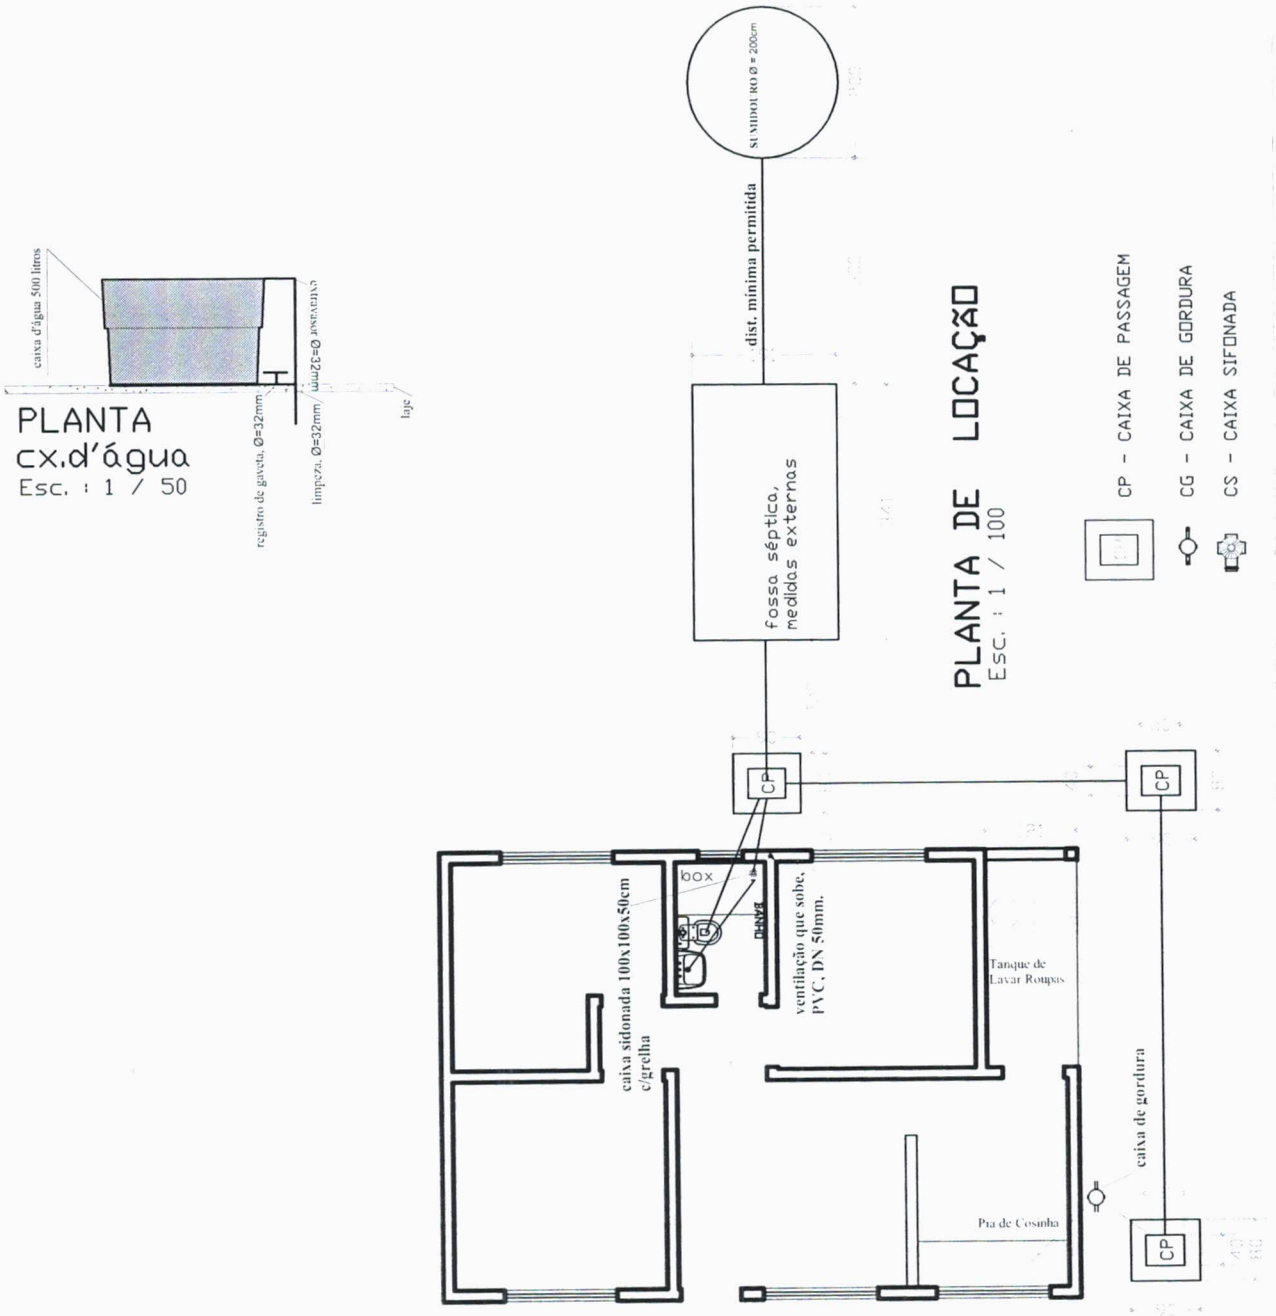 SUMIDOURO Ø = 200cm
dist. mínima permitida
caixa d'água 500 litros
extravasor Ø=32mm
laje
PLANTA
cx.d'água
Esc. : 1 / 50
registro de gaveta, Ø=32mm
limpeza, Ø=32mm
fossa séptica,
medidas externas
PLANTA DE LOCAÇÃO
Esc. : 1 / 100
CP - CAIXA DE PASSAGEM
CG - CAIXA DE GORDURA
CS - CAIXA SIFONADA
CP
CP
box
BANHO
caixa sidonada 100x100x50cm
c/grelha
ventilação que sobe,
PVC, DN 50mm.
Tanque de
Lavar Roupas
caixa de gordura
Pia de Cosinha
CP